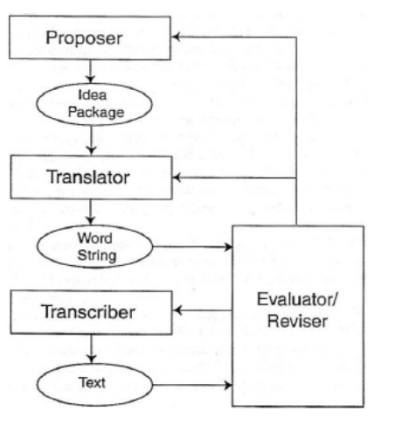 Proposer
Idea
Package
Translator
Word
String
Evaluator/
Reviser
Transcriber
Text